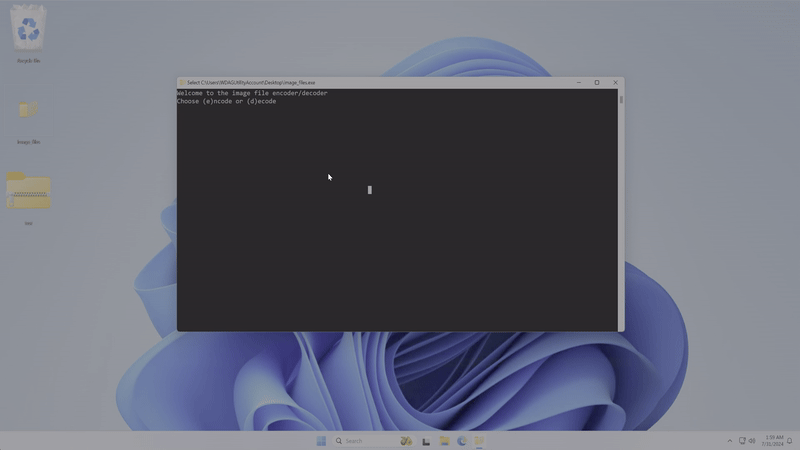 Recycle Bin
Select C:\Users\WDAGUtilityAccount\Desktop\image_files.exe
Welcome to the image file encoder/decoder
Choose (e)ncode or (d)ecode
image_files
test
Search
1:59 AM
7/31/2024